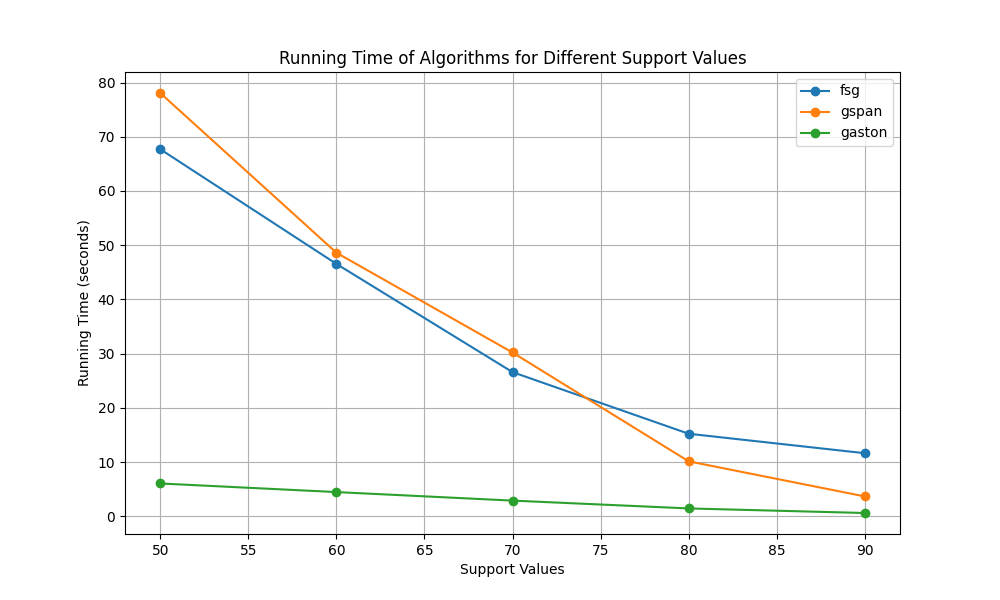 Running Time of Algorithms for Different Support Values
fsg
gspan
gaston
80
70
60
50
40
30
20
10
0
Running Time (seconds)
50 55 60 65 70 75 80 85 90
Support Values